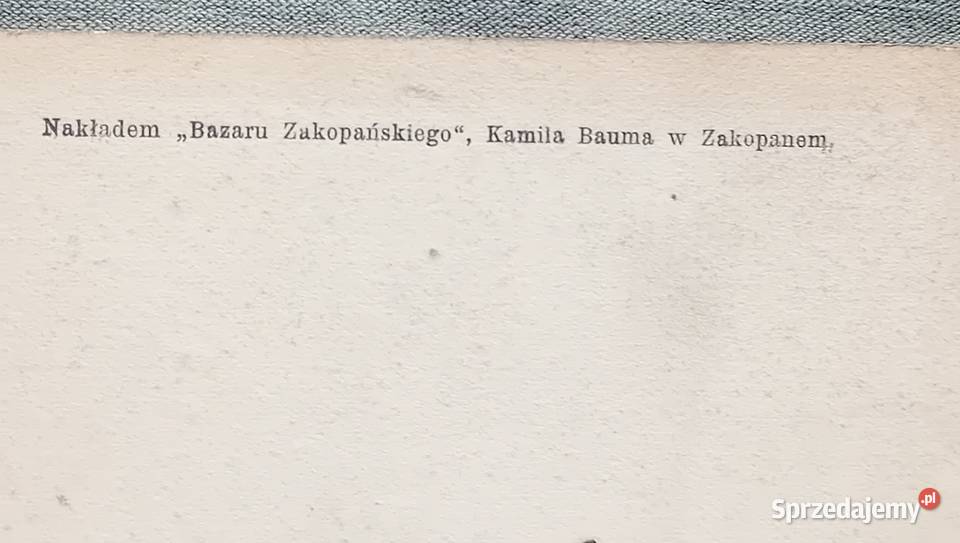 Nakładem „Bazaru Zakopańskiego“, Kamila Bauma w Zakopanem.
Sprzedajemy.pl